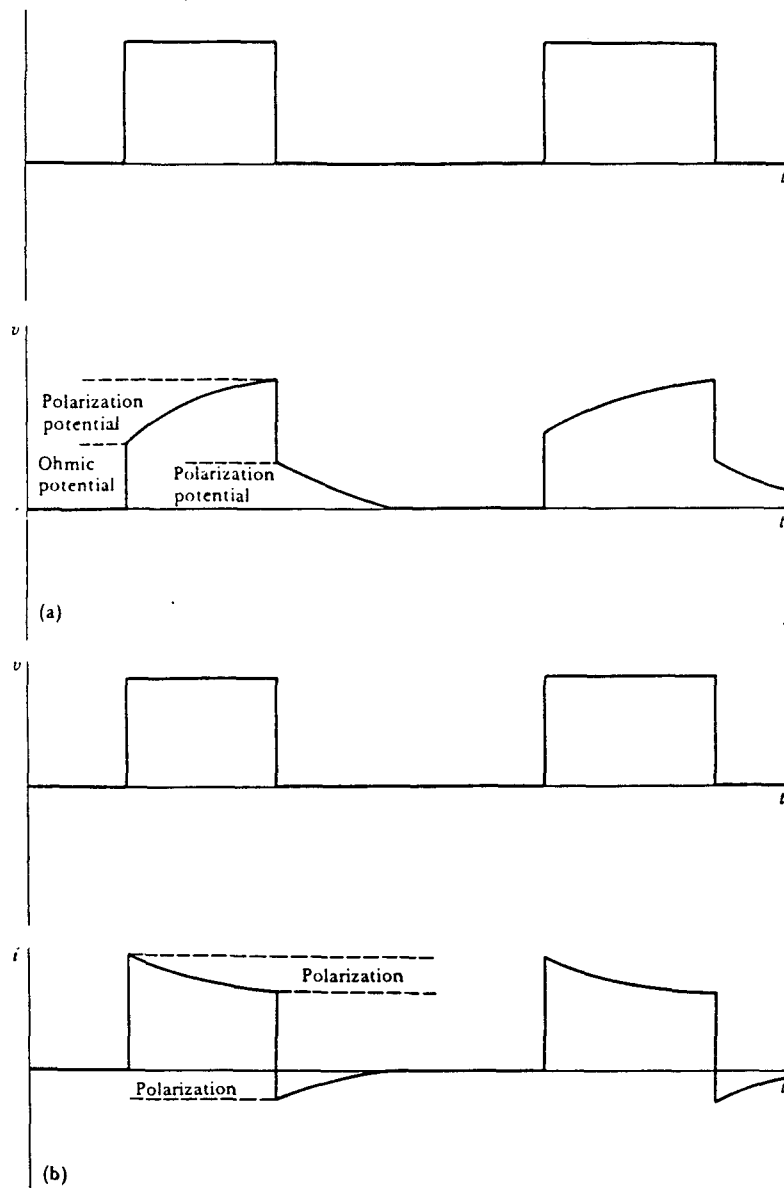 t
v
Polarization
potential
Ohmic
potential
Polarization
potential
t
(a)
v
t
i
Polarization
Polarization
t
(b)